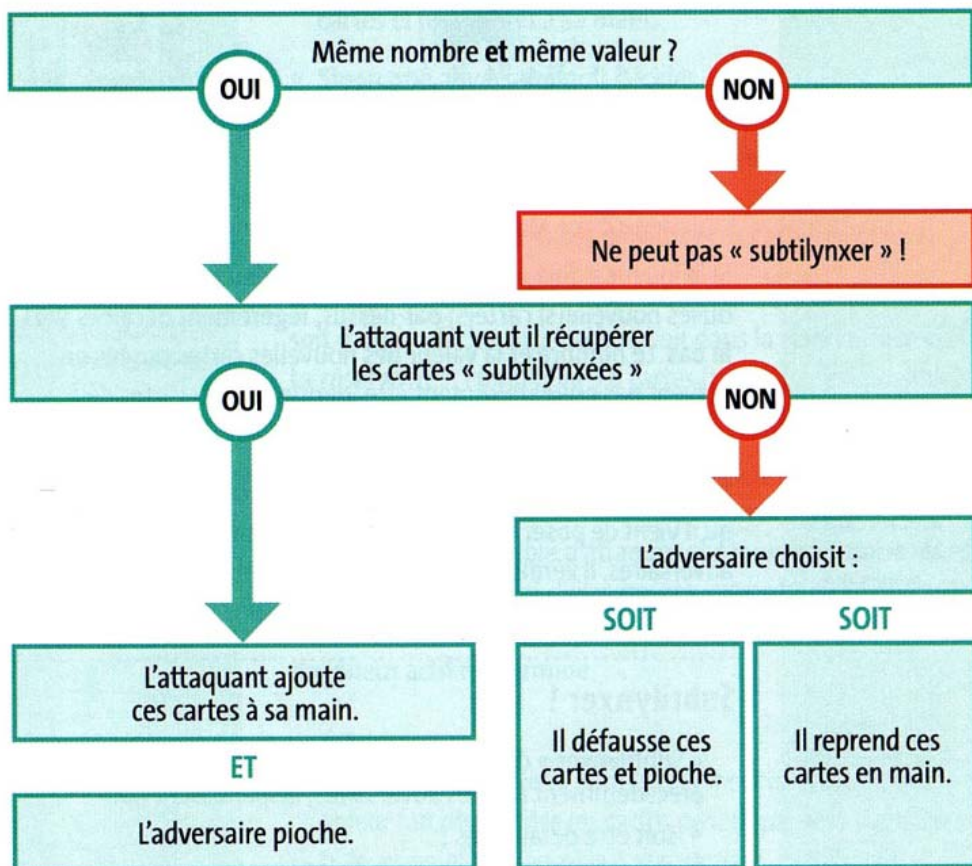 Même nombre et même valeur ?
OUI
NON
Ne peut pas « subtilynxer » !
L'attaquant veut il récupérer
les cartes « subtilynxées »
OUI
NON
L'adversaire choisit :
SOIT
SOIT
L'attaquant ajoute
ces cartes à sa main.
ET
L'adversaire pioche.
Il défausse ces
cartes et pioche.
Il reprend ces
cartes en main.
Subtilynxer !